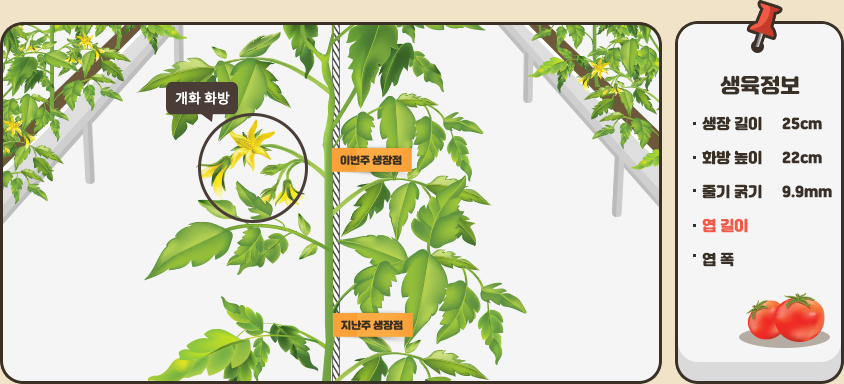 개화 화방
이번주 생장점
지난주 생장점
생육정보
· 생장 길이 25cm
· 화방 높이 22cm
· 줄기 굵기 9.9mm
· 엽 길이
· 엽 폭